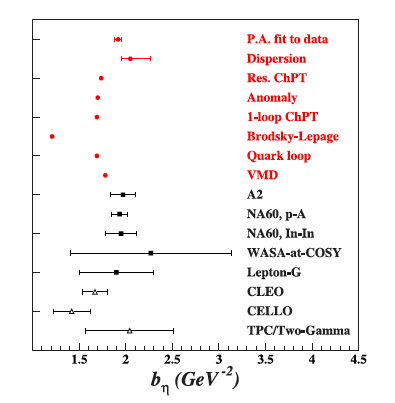 P.A. fit to data
Dispersion
Res. ChPT
Anomaly
1-loop ChPT
Brodsky-Lepage
Quark loop
VMD
A2
NA60, p-A
NA60, In-In
WASA-at-COSY
Lepton-G
CLEO
CELLO
TPC/Two-Gamma
1.5 2 2.5 3 3.5 4 4.5
bη (GeV⁻²)